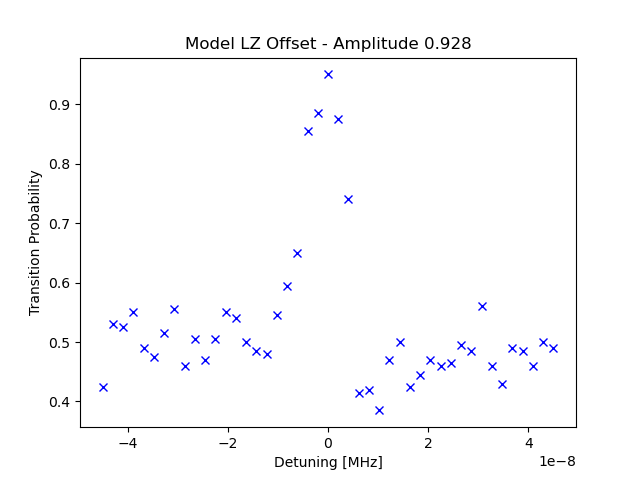 Model LZ Offset - Amplitude 0.928
Transition Probability
0.9
0.8
0.7
0.6
0.5
0.4
−4
−2
0
2
4
1e−8
Detuning [MHz]